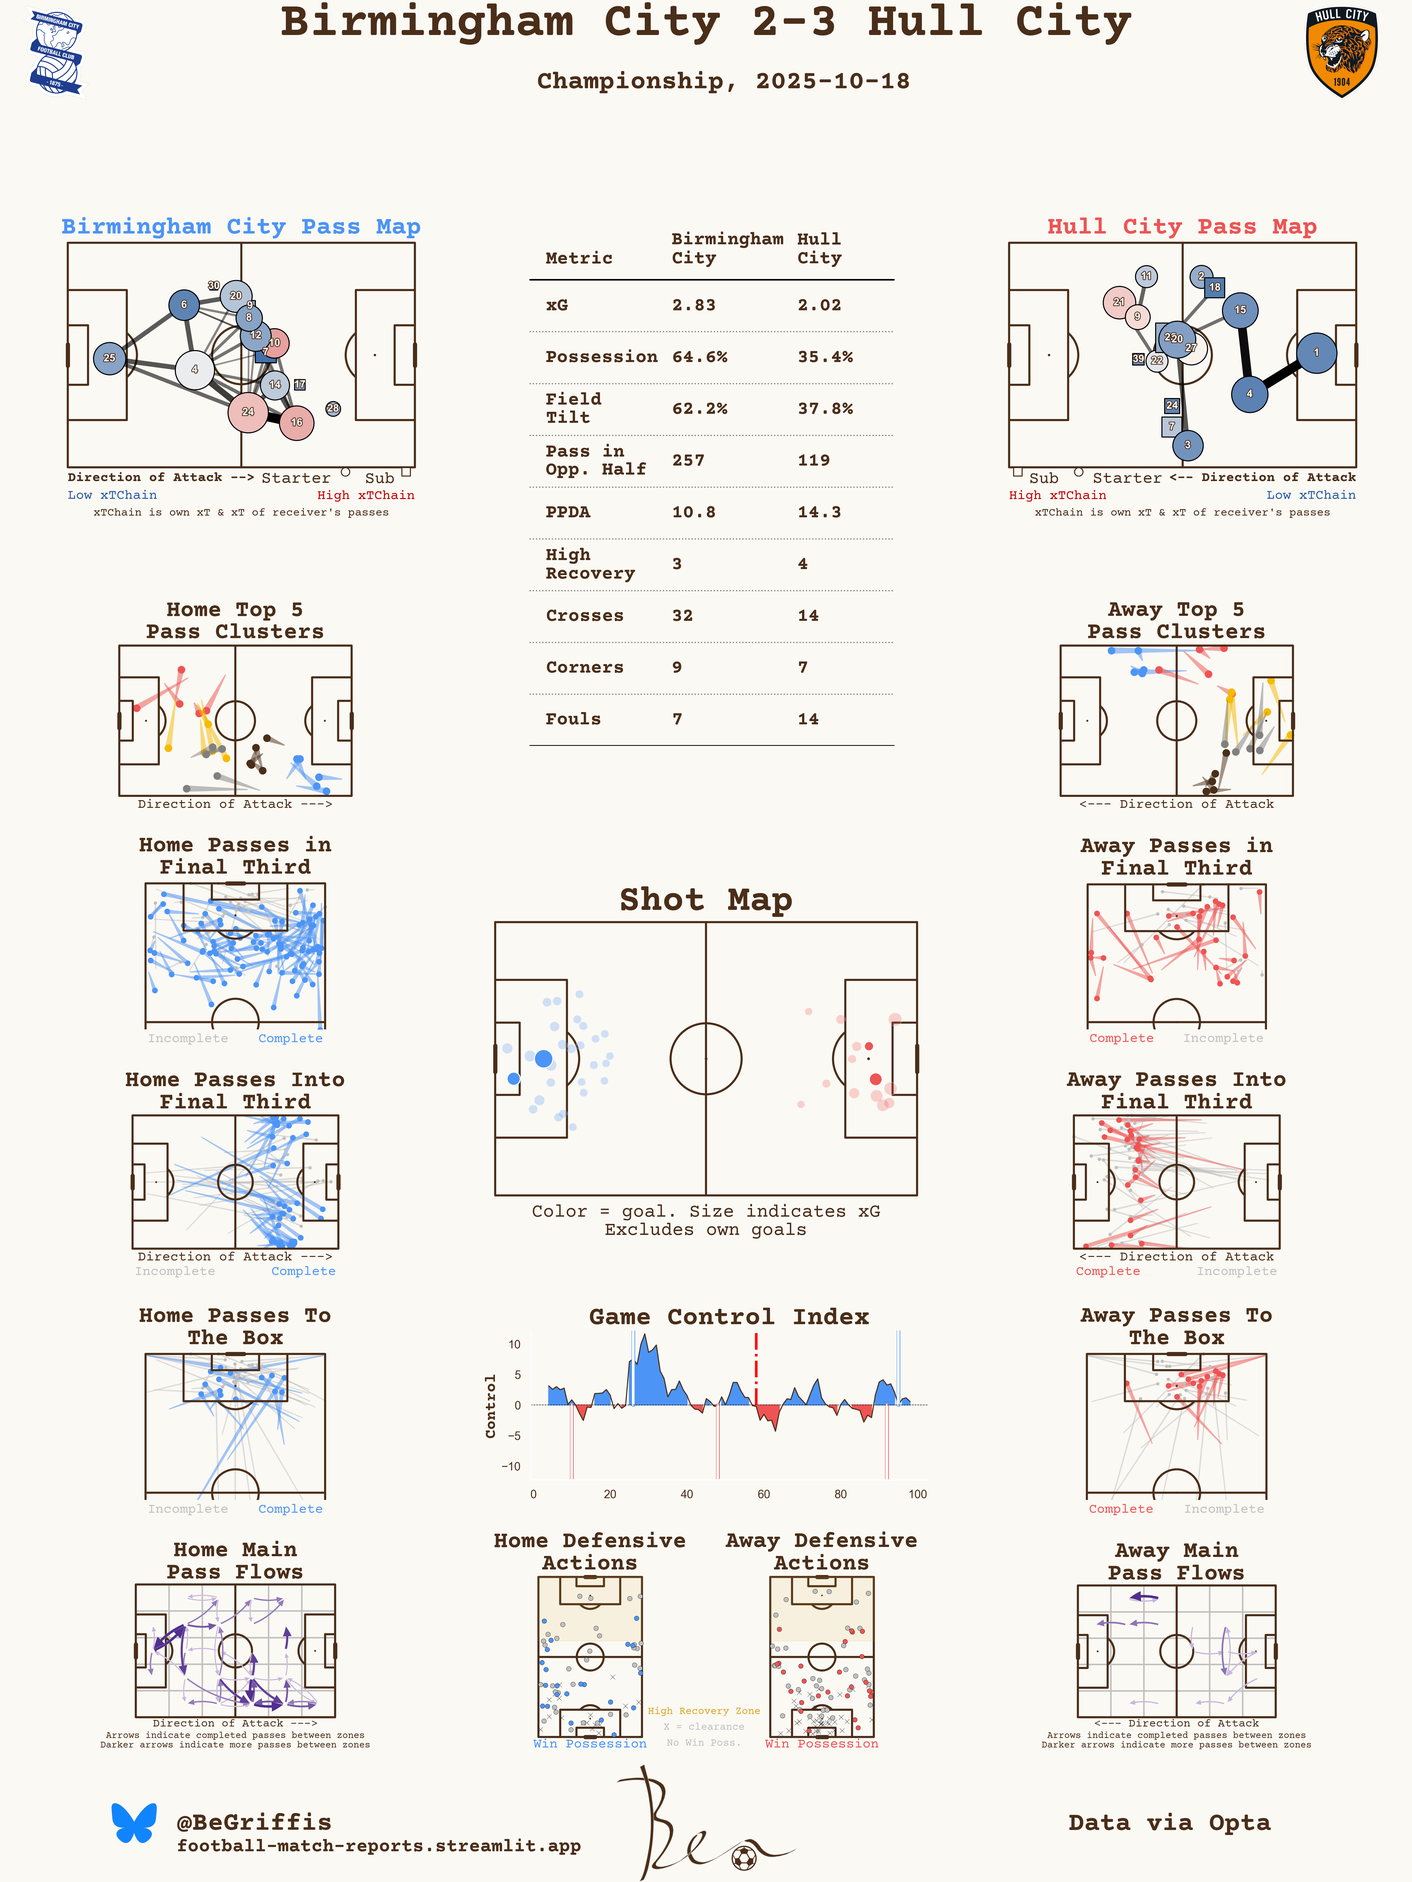 Birmingham City 2-3 Hull City
Championship, 2025-10-18
BIRMINGHAM CITY
FOOTBALL CLUB
1875
HULL CITY
1904
Birmingham City Pass Map
30
20
6
9
8
12
10
7
25
4
14
17
24
16
28
Direction of Attack --> Starter Sub
Low xTChain High xTChain
xTChain is own xT & xT of receiver's passes
Metric Birmingham City Hull City
xG 2.83 2.02
Possession 64.6% 35.4%
Field Tilt 62.2% 37.8%
Pass in Opp. Half 257 119
PPDA 10.8 14.3
High Recovery 3 4
Crosses 32 14
Corners 9 7
Fouls 7 14
Hull City Pass Map
11
2
18
21
9
15
20
27
1
39
22
4
24
7
3
Sub Starter <-- Direction of Attack
High xTChain Low xTChain
xTChain is own xT & xT of receiver's passes
Home Top 5
Pass Clusters
Direction of Attack --->
Away Top 5
Pass Clusters
<--- Direction of Attack
Home Passes in
Final Third
Incomplete Complete
Away Passes in
Final Third
Complete Incomplete
Shot Map
Color = goal. Size indicates xG
Excludes own goals
Home Passes Into
Final Third
Direction of Attack --->
Incomplete Complete
Away Passes Into
Final Third
<--- Direction of Attack
Complete Incomplete
Home Passes To
The Box
Incomplete Complete
Game Control Index
Control
10
5
0
−5
−10
0 20 40 60 80 100
Away Passes To
The Box
Complete Incomplete
Home Main
Pass Flows
Direction of Attack --->
Arrows indicate completed passes between zones
Darker arrows indicate more passes between zones
Home Defensive
Actions
Win Possession
High Recovery Zone
X = clearance
No Win Poss.
Away Defensive
Actions
Win Possession
Away Main
Pass Flows
<--- Direction of Attack
Arrows indicate completed passes between zones
Darker arrows indicate more passes between zones
@BeGriffis
football-match-reports.streamlit.app
Ben
Data via Opta